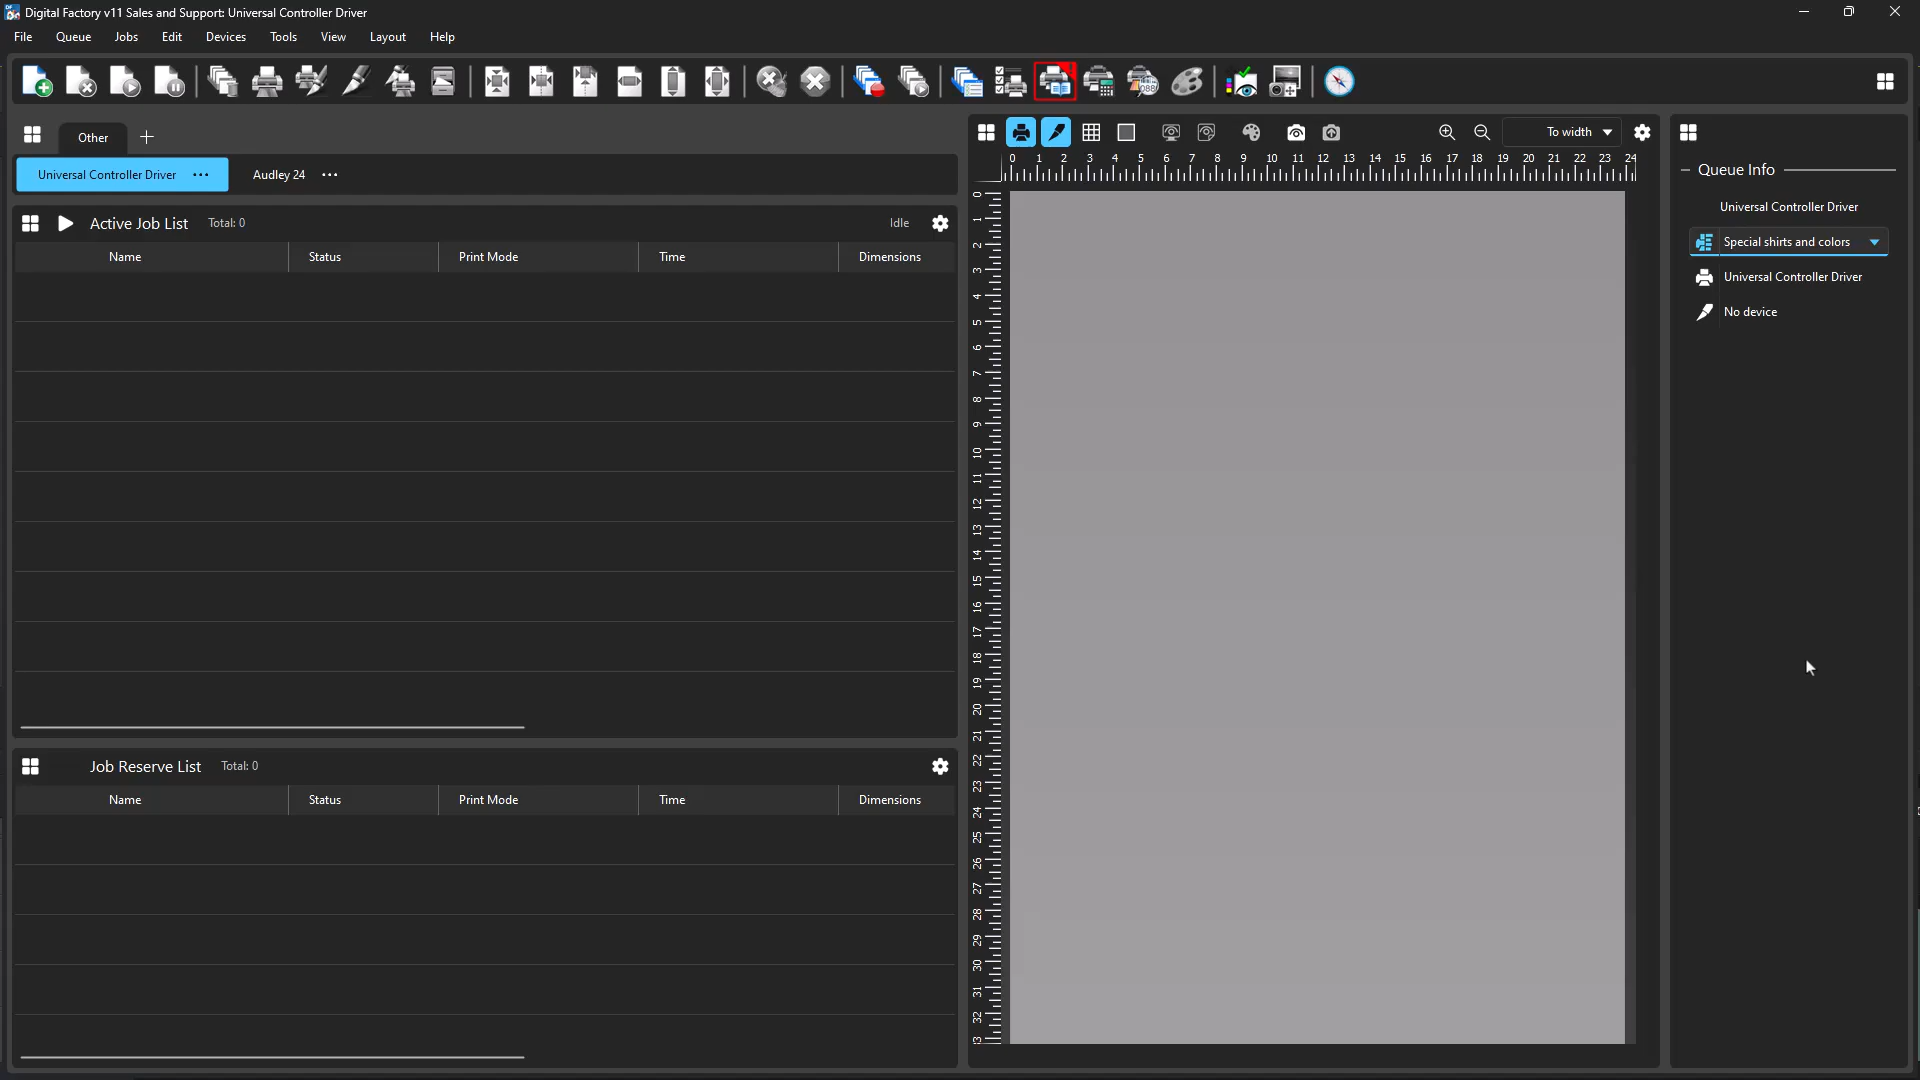 Digital Factory v11 Sales and Support: Universal Controller Driver
File Queue Jobs Edit Devices Tools View Layout Help
Other
To width
Universal Controller Driver Audley 24
0 1 2 3 4 5 6 7 8 9 10 11 12 13 14 15 16 17 18 19 20 21 22 23 24
Queue Info
Universal Controller Driver
Special shirts and colors
Universal Controller Driver
No device
Active Job List Total: 0 Idle
Name Status Print Mode Time Dimensions
Job Reserve List Total: 0
Name Status Print Mode Time Dimensions
0
1
2
3
4
5
6
7
8
9
10
11
12
13
14
15
16
17
18
19
20
21
22
23
24
25
26
27
28
29
30
31
32